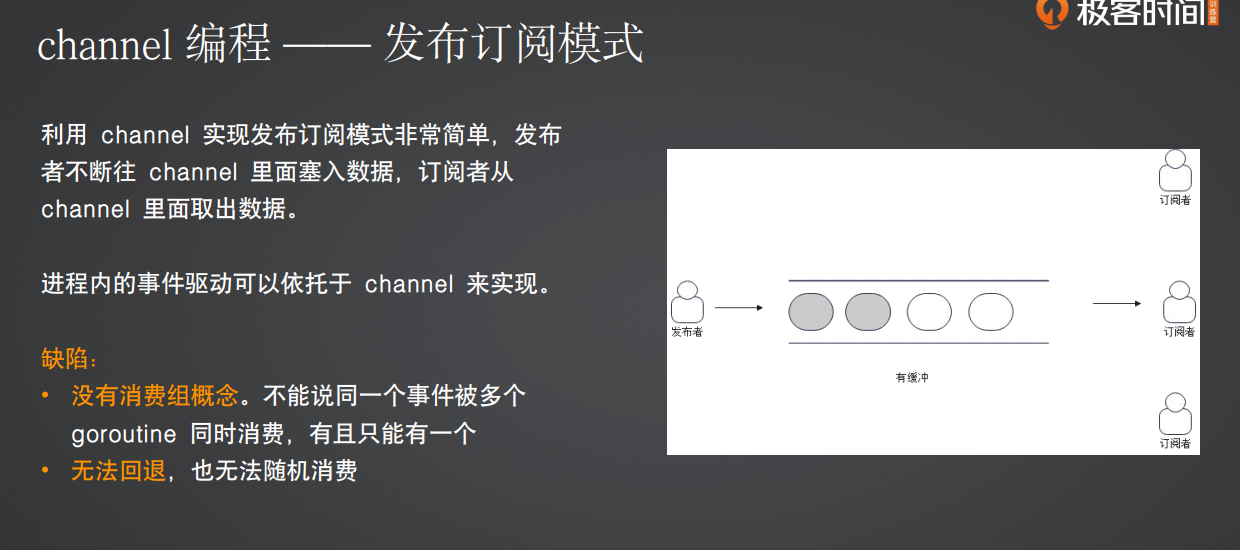 极客时间 训练营
channel 编程 —— 发布订阅模式
利用 channel 实现发布订阅模式非常简单，发布
者不断往 channel 里面塞入数据，订阅者从
channel 里面取出数据。
进程内的事件驱动可以依托于 channel 来实现。
缺陷：
• 没有消费组概念。不能说同一个事件被多个
goroutine 同时消费，有且只能有一个
• 无法回退，也无法随机消费
订阅者
发布者
订阅者
有缓冲
订阅者